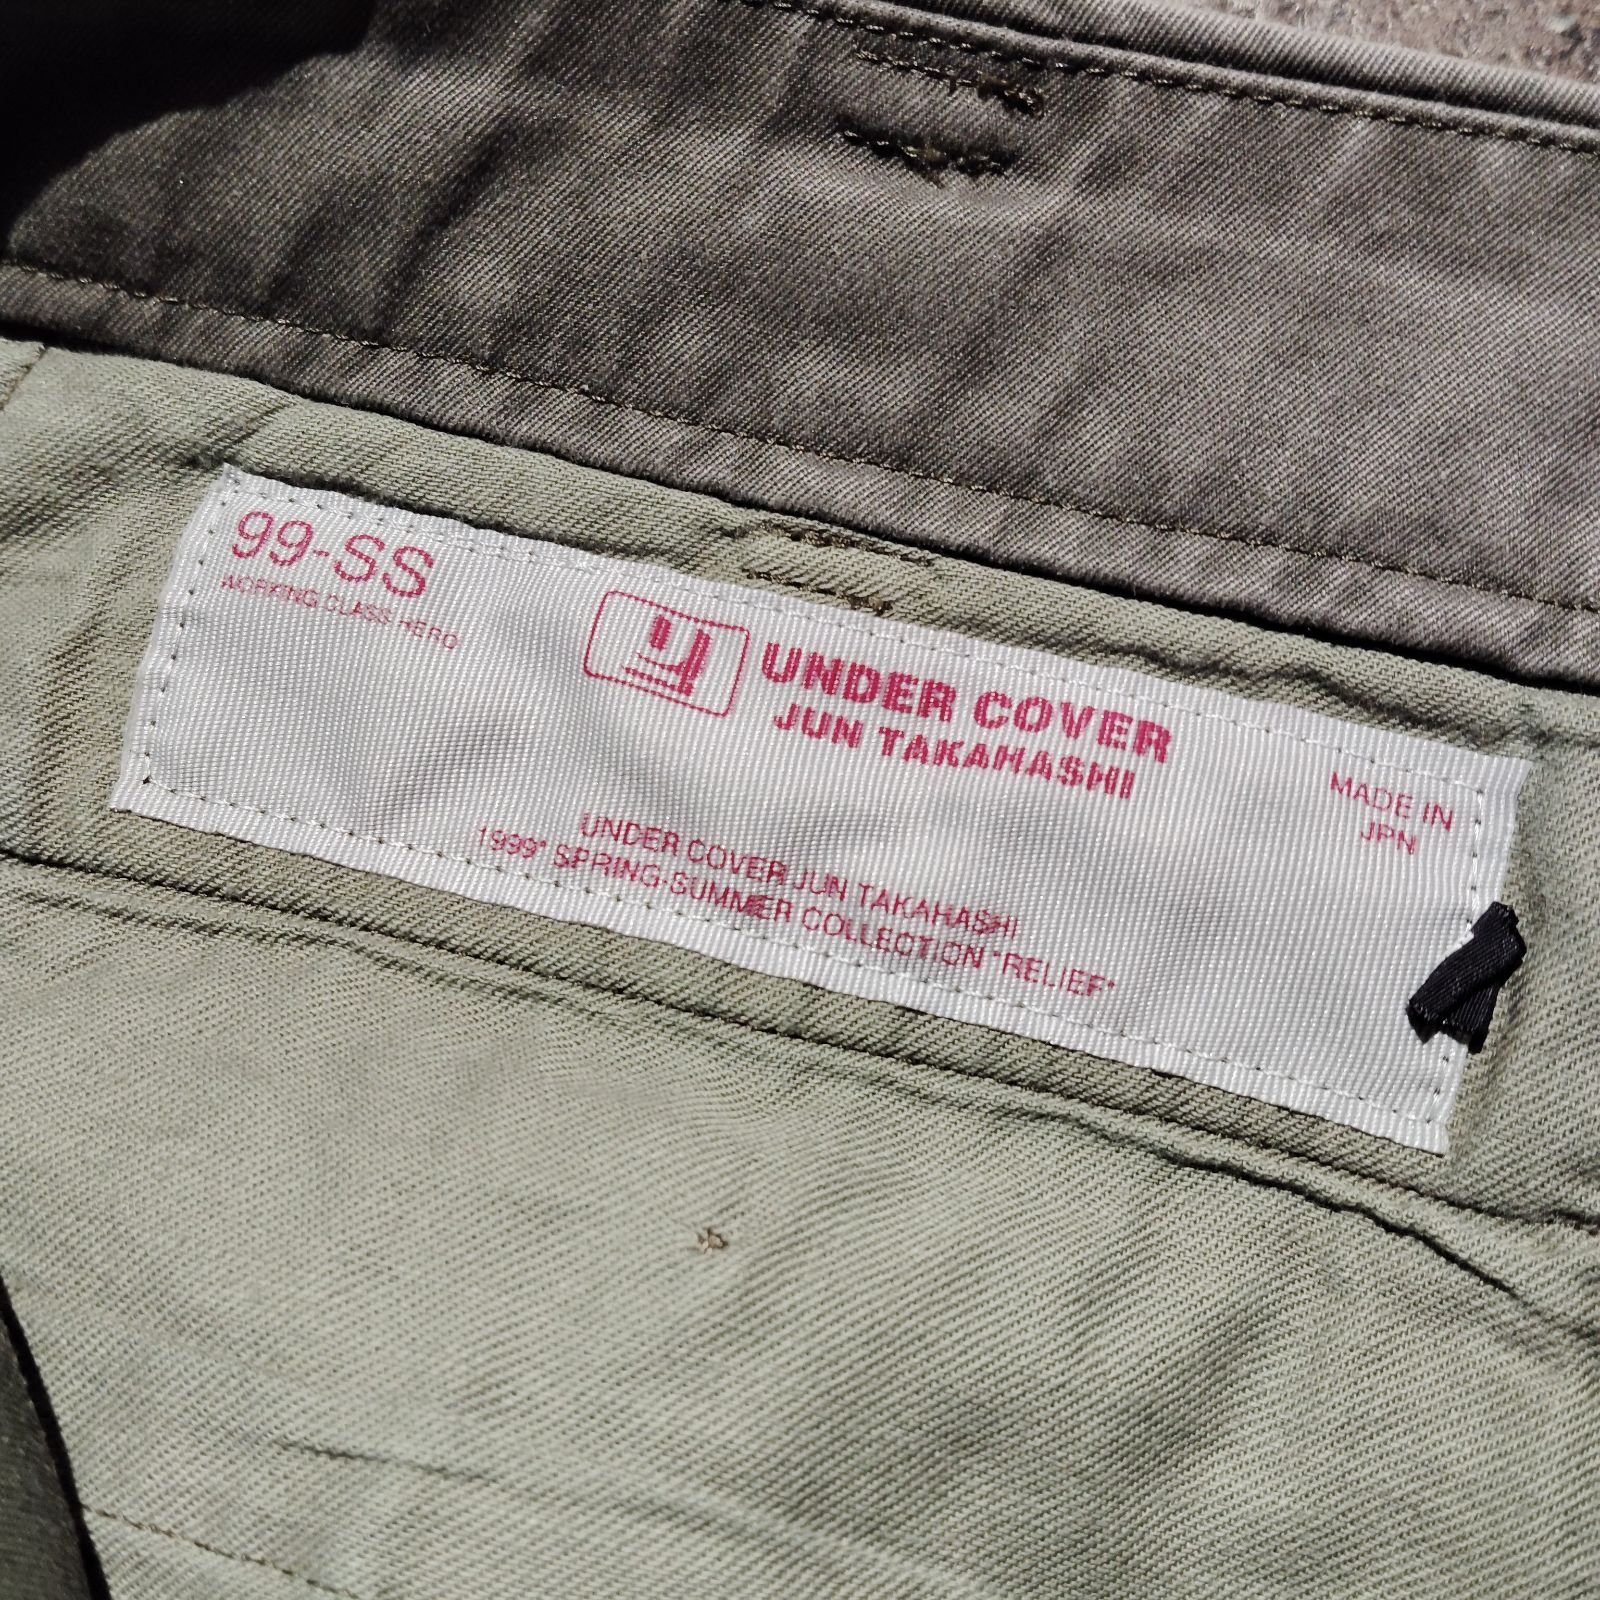 99-SS
WORKING CLASS HERO
UNDER COVER
JUN TAKAHASHI
MADE IN
JPN
UNDER COVER JUN TAKAHASHI
1999' SPRING-SUMMER COLLECTION "RELIEF"